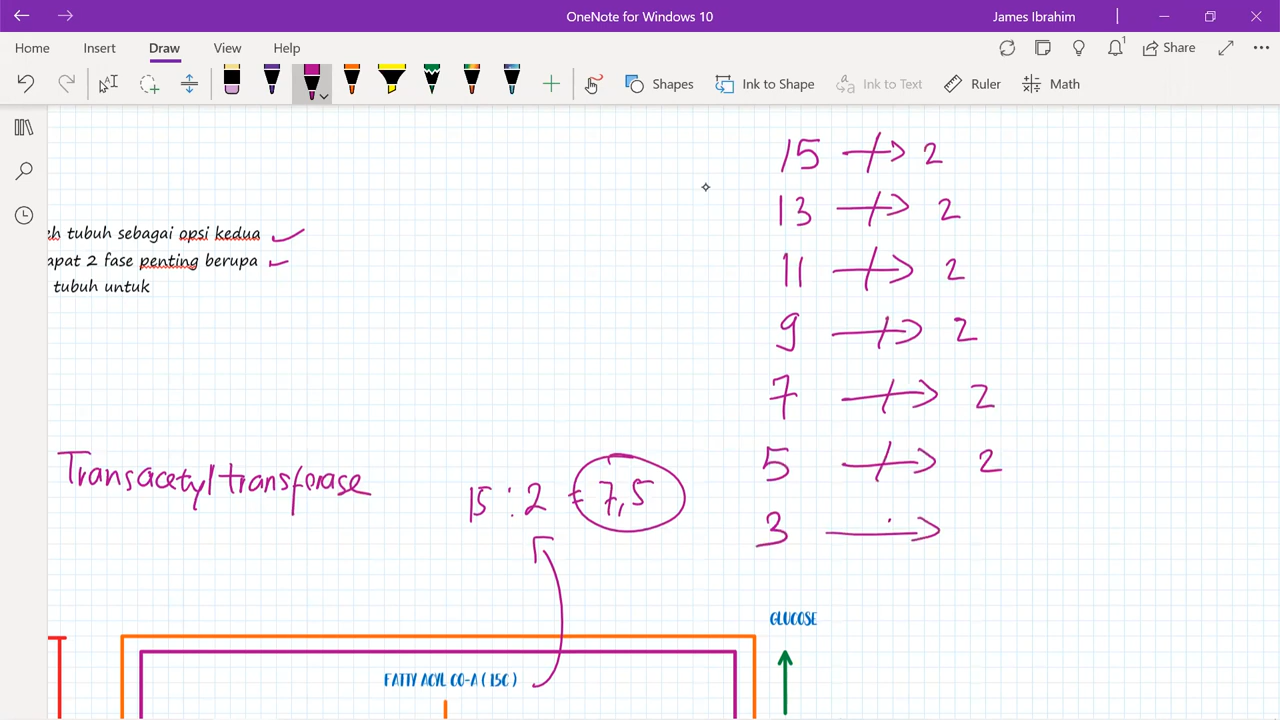 OneNote for Windows 10
James Ibrahim
Home Insert Draw View Help
1
Share
Shapes
Ink to Shape
Ink to Text
Ruler
Math
eh tubuh sebagai opsi kedua
apat 2 fase penting berupa
tubuh untuk
15 → 2
13 → 2
11 → 2
9 → 2
7 → 2
5 → 2
3 →
Transacetyl transferase
15 : 2 = 7,5
GLUCOSE
FATTY ACYL CO-A ( 15C )